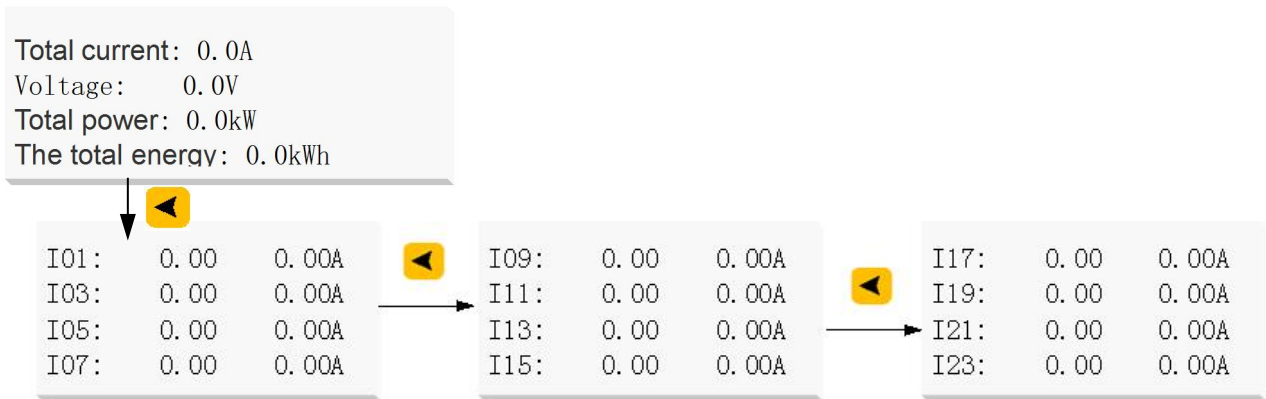 Total current: 0.0A
Voltage: 0.0V
Total power: 0.0kW
The total energy: 0.0kWh
I01: 0.00 0.00A
I03: 0.00 0.00A
I05: 0.00 0.00A
I07: 0.00 0.00A
I09: 0.00 0.00A
I11: 0.00 0.00A
I13: 0.00 0.00A
I15: 0.00 0.00A
I17: 0.00 0.00A
I19: 0.00 0.00A
I21: 0.00 0.00A
I23: 0.00 0.00A